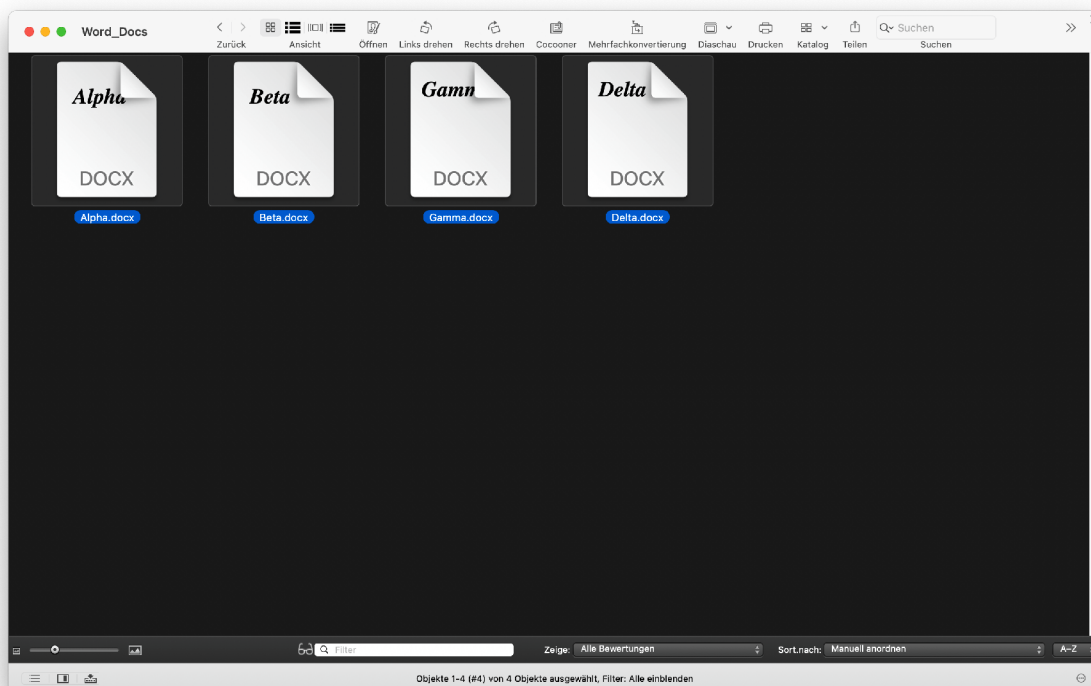 Word_Docs
Zurück
Ansicht
Öffnen
Links drehen
Rechts drehen
Cocooner
Mehrfachkonvertierung
Diaschau
Drucken
Katalog
Teilen
Suchen
Suchen
Alpha
Beta
Gamm
Delta
DOCX
DOCX
DOCX
DOCX
Alpha.docx
Beta.docx
Gamma.docx
Delta.docx
Filter
Zeige:
Alle Bewertungen
Sort.nach:
Manuell anordnen
A–Z
Objekte 1-4 (#4) von 4 Objekte ausgewählt, Filter: Alle einblenden